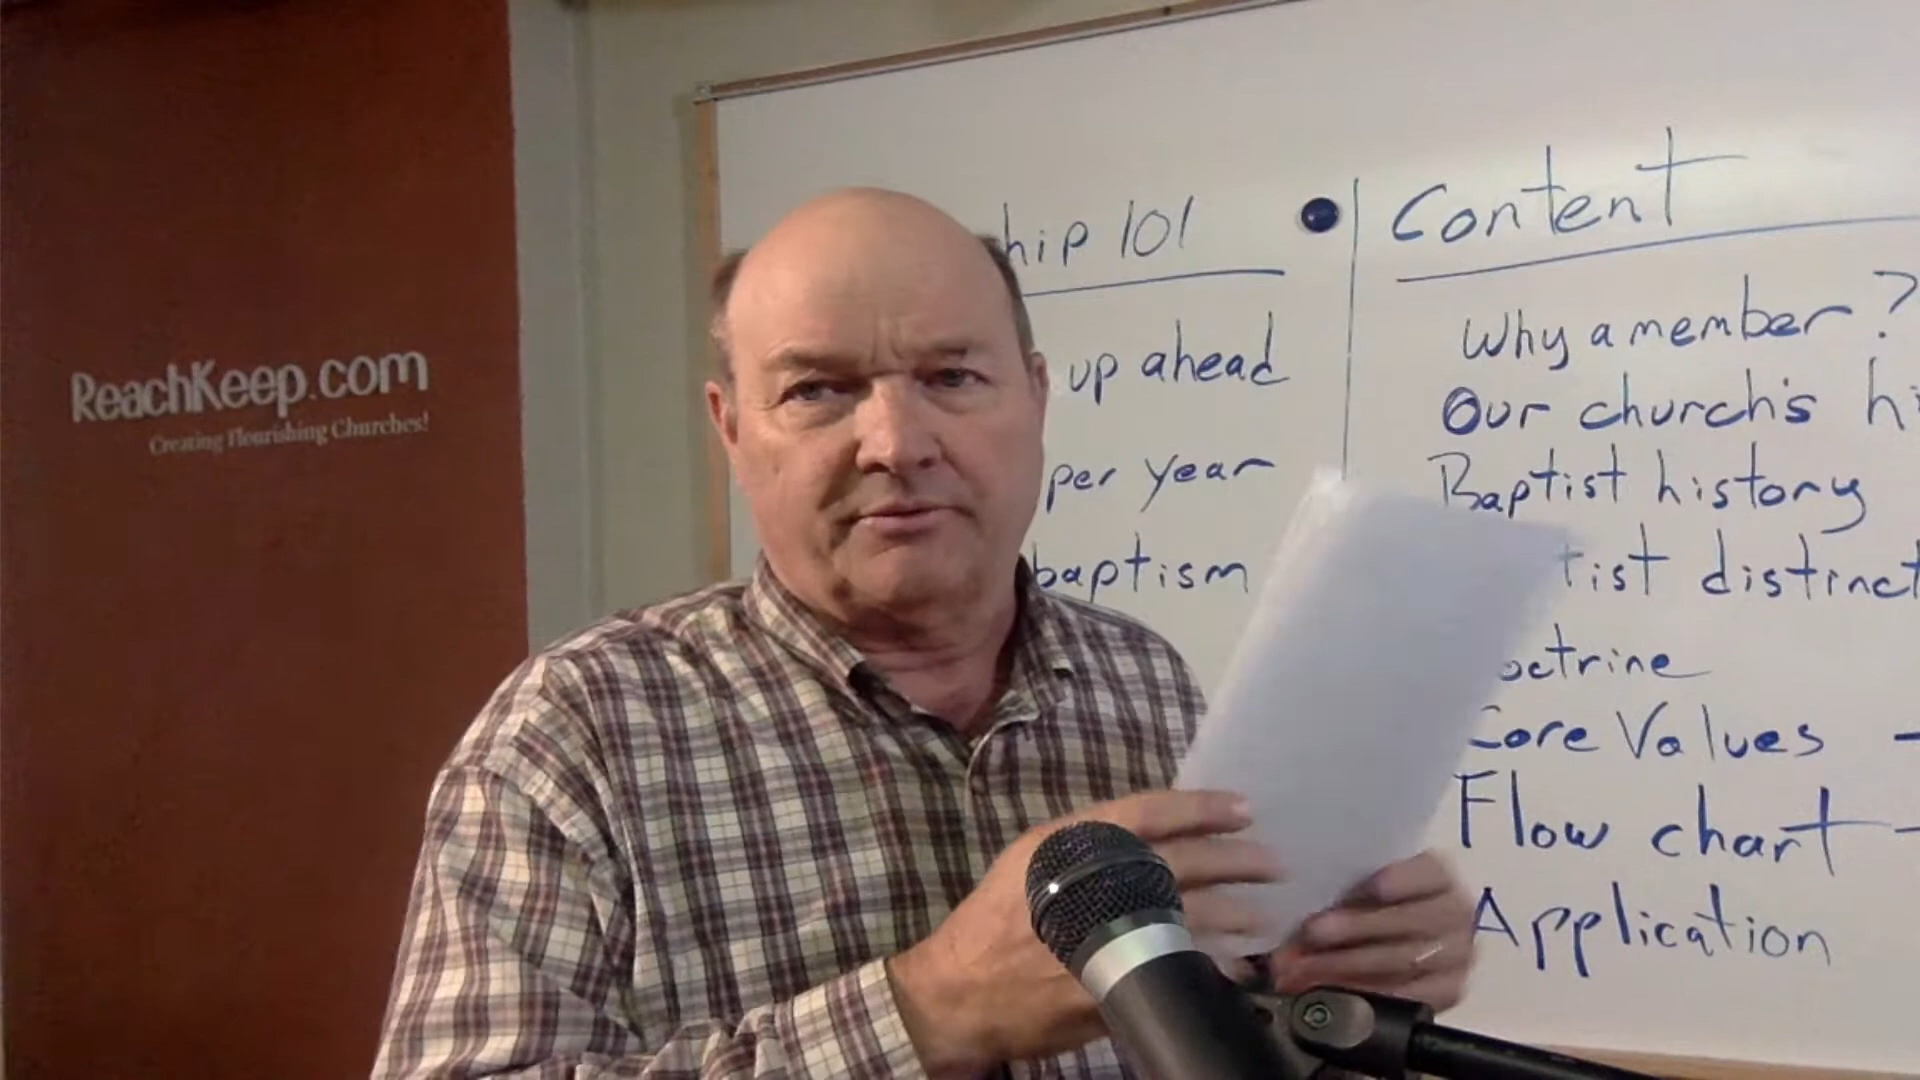 ReachKeep.com
Creating Flourishing Churches!
hip 101
up ahead
per year
baptism
Content
Why a member?
Our church's hi
Baptist history
tist distinct
octrine
Core Values -
Flow chart -
Application